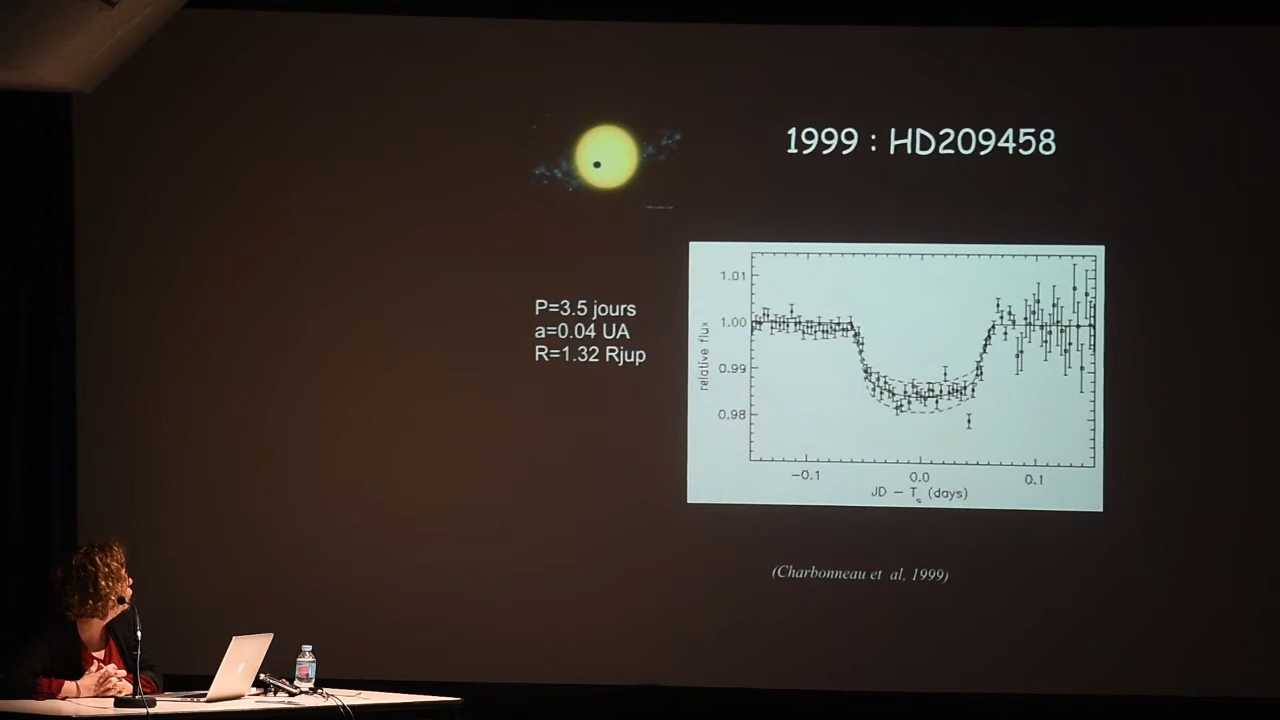 1999 : HD209458
P=3.5 jours
a=0.04 UA
R=1.32 Rjup
1.01
1.00
0.99
0.98
relative flux
-0.1
0.0
0.1
JD - Tc (days)
(Charbonneau et al, 1999)